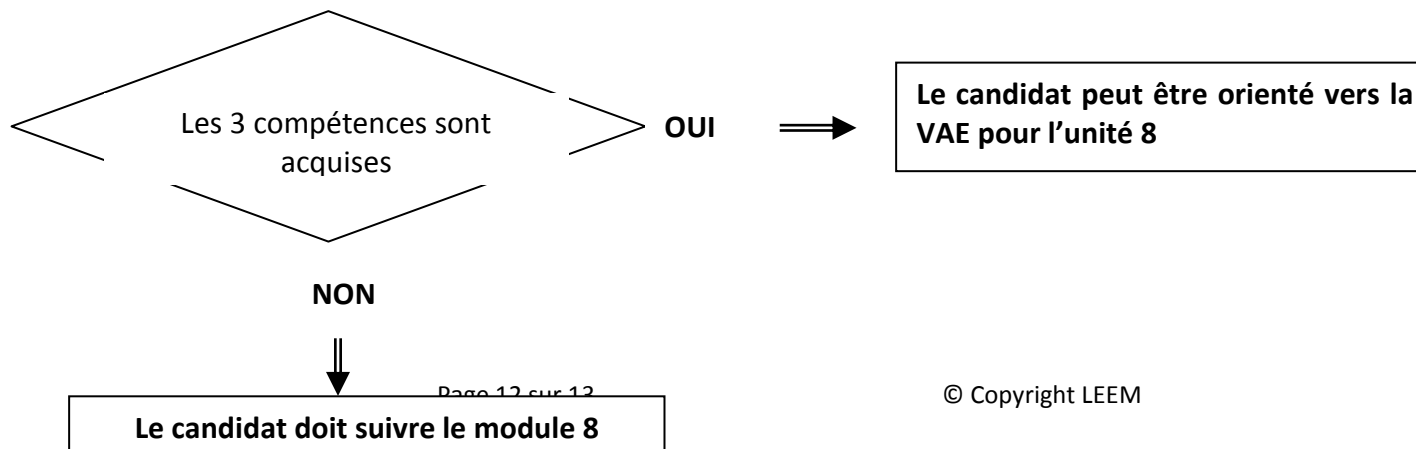 Les 3 compétences sont
acquises
OUI
Le candidat peut être orienté vers la
VAE pour l’unité 8
NON
Page 12 sur 13
© Copyright LEEM
Le candidat doit suivre le module 8